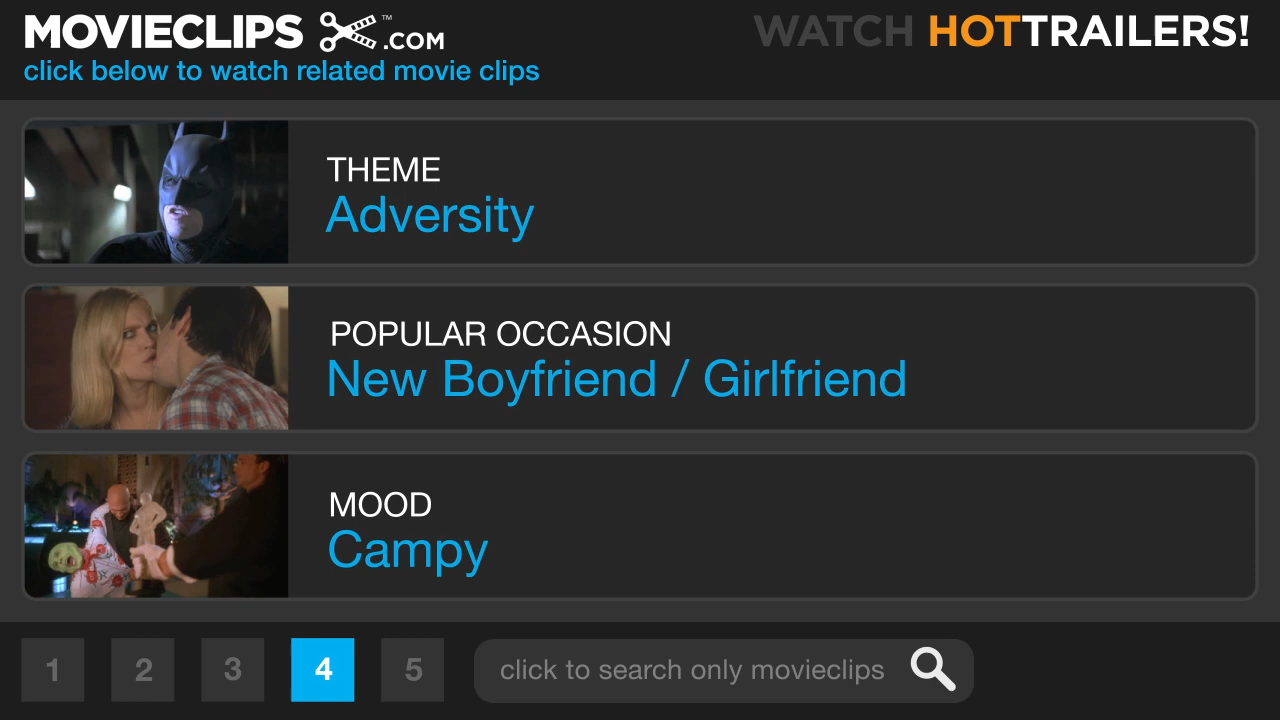 MOVIECLIPS ™ .COM
WATCH HOTTRAILERS!
click below to watch related movie clips
THEME
Adversity
POPULAR OCCASION
New Boyfriend / Girlfriend
MOOD
Campy
1 2 3 4 5 click to search only movieclips